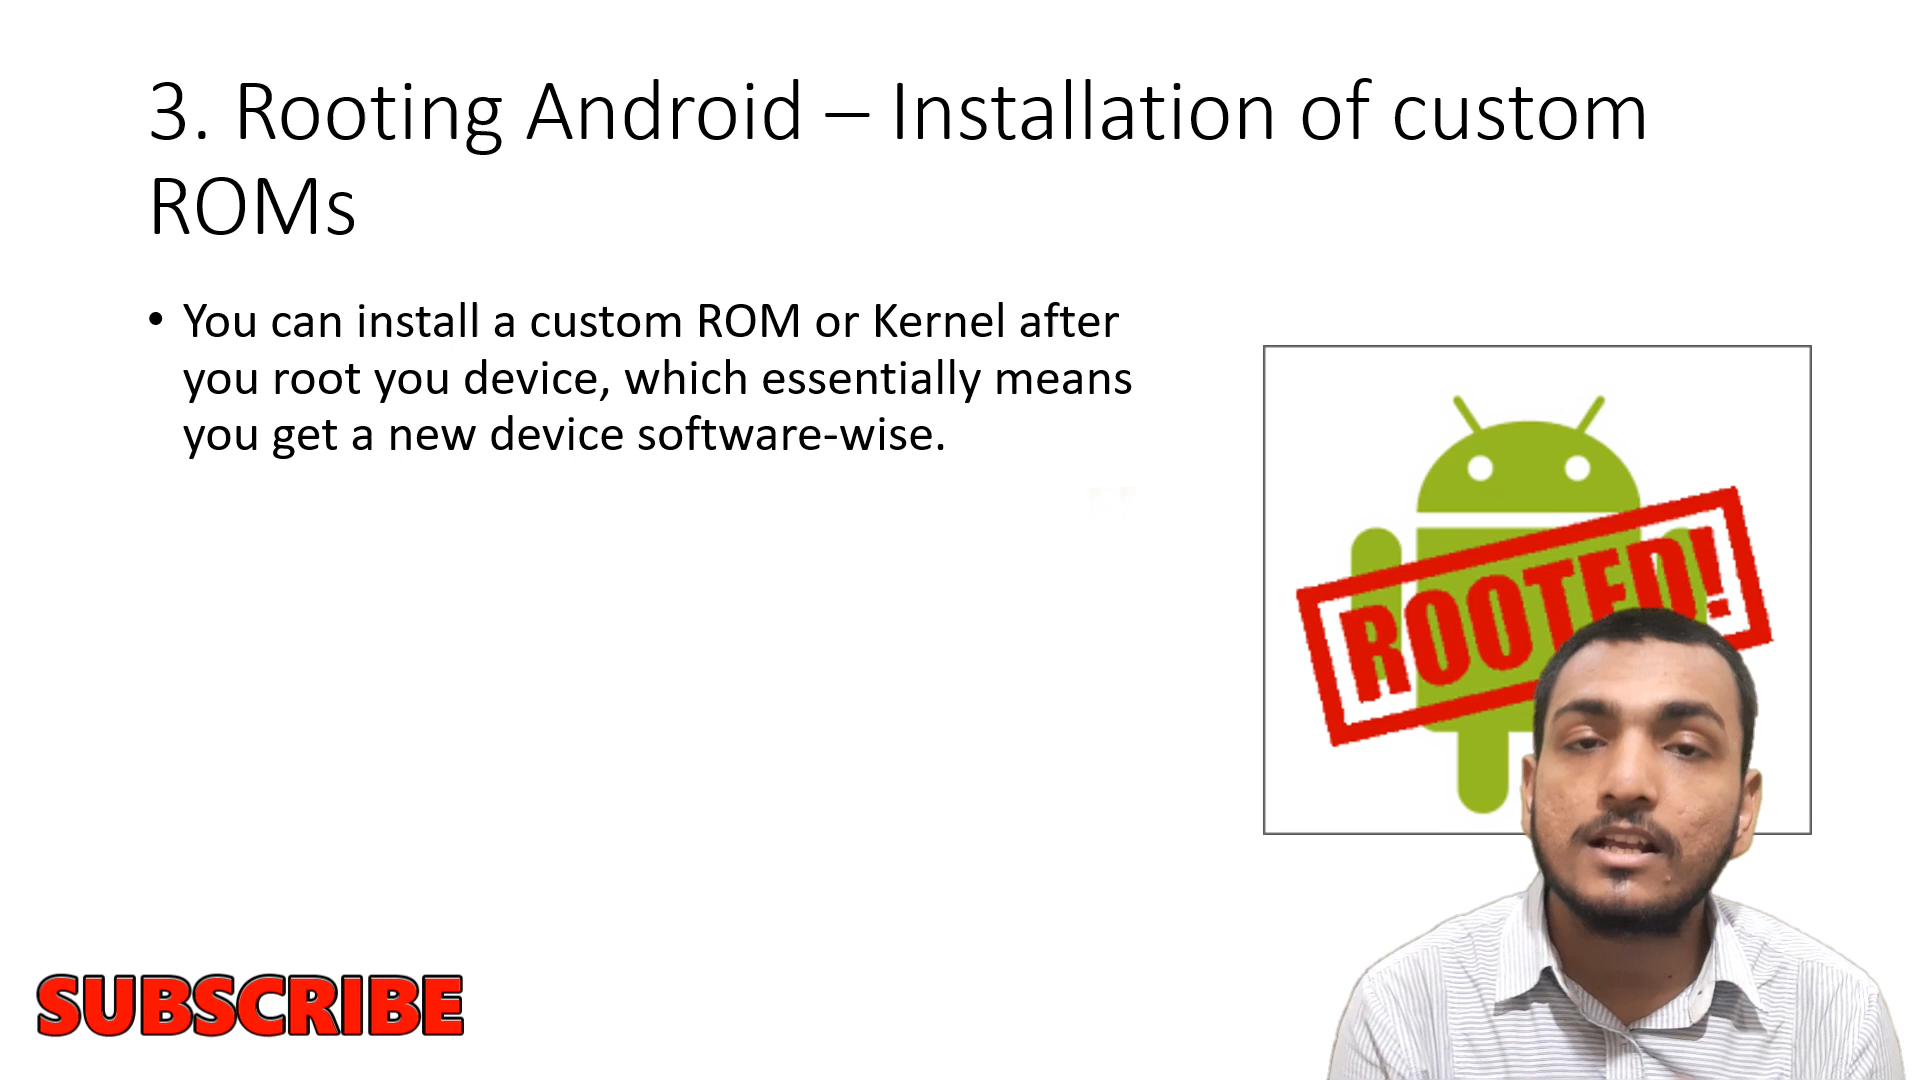 3. Rooting Android – Installation of custom
ROMs
• You can install a custom ROM or Kernel after
you root you device, which essentially means
you get a new device software-wise.
ROOTED!
SUBSCRIBE